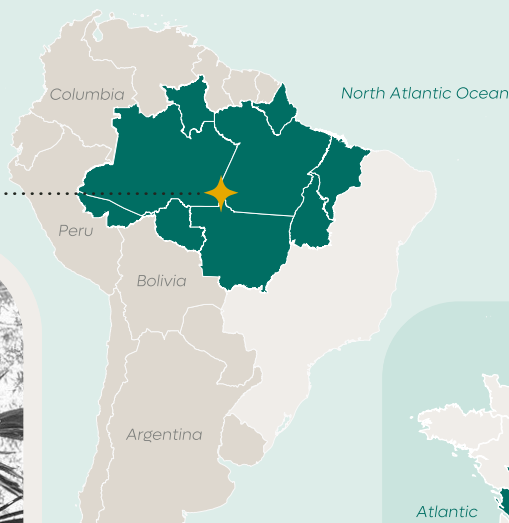 Columbia
North Atlantic Ocean
Peru
Bolivia
Argentina
Atlantic